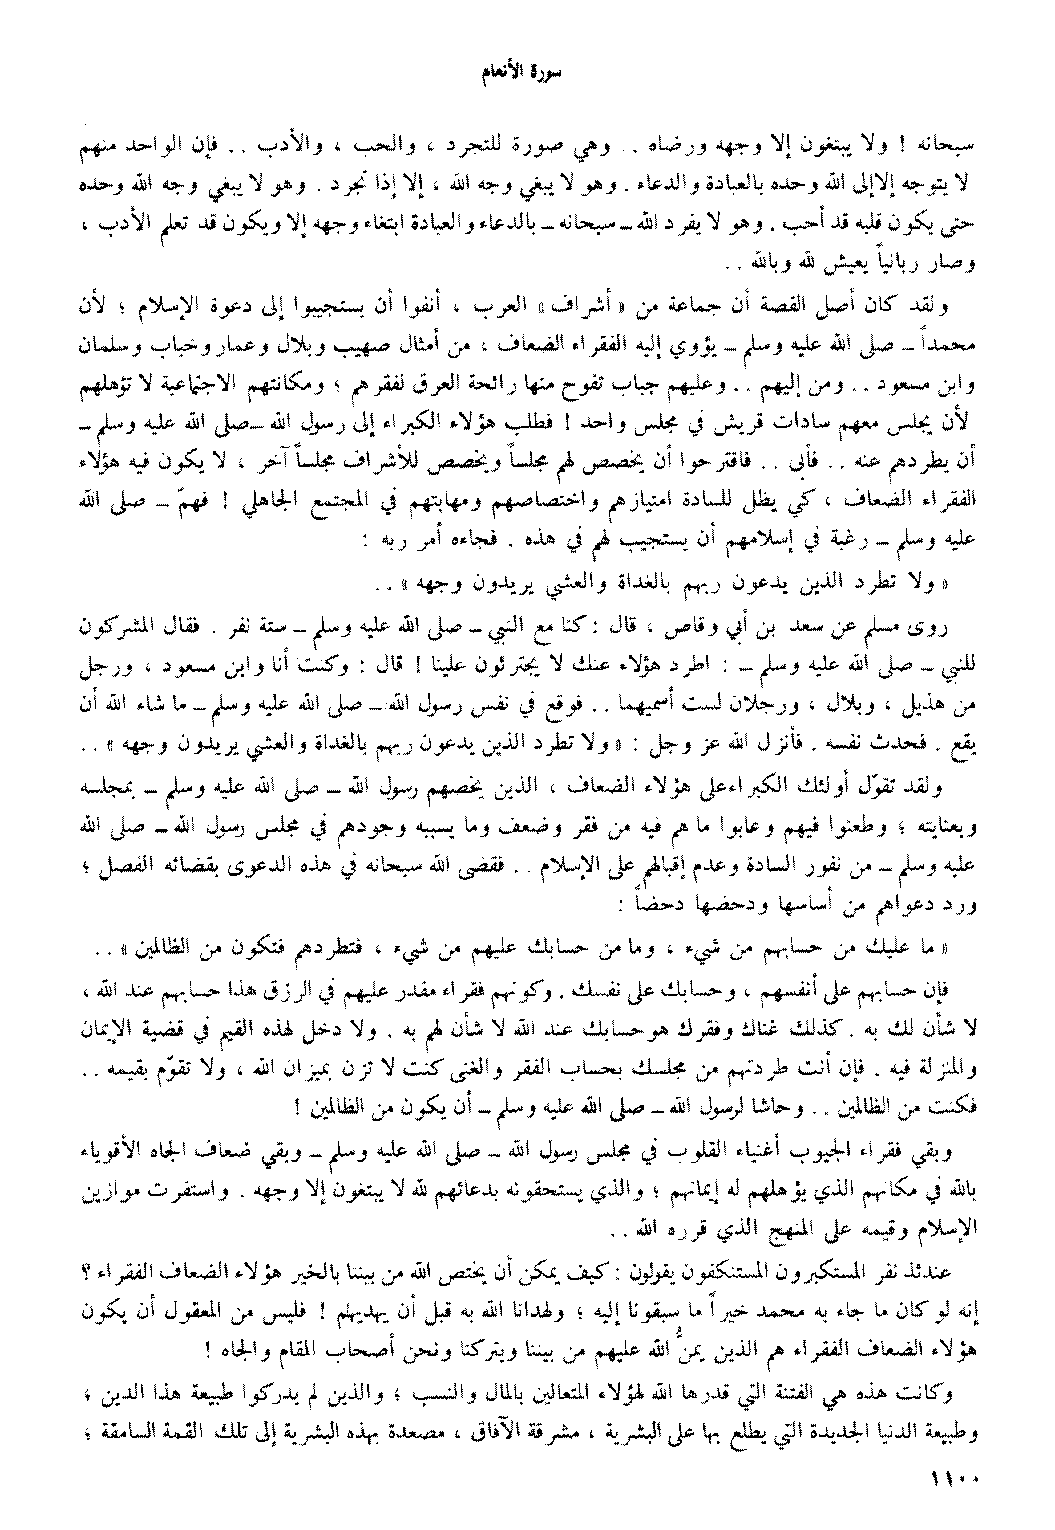 سورة الأنعام
سبحانه ! ولا يبتغون إلا وجهه ورضاه .. وهي صورة للتجرد ، والحب ، والأدب .. فإن الواحد منهم
لا يتوجه إلا إلى الله وحده بالعبادة والدعاء . وهو لا يبغي وجه الله ، إلا إذا تجرد . وهو لا يبغي وجه الله وحده
حتى يكون قلبه قد أحب . وهو لا يفرد الله – سبحانه – بالدعاء والعبادة ابتغاء وجهه إلا ويكون قد تعلم الأدب ،
وصار ربانياً يعيش لله وبالله ..
ولقد كان أصل القصة أن جماعة من « أشراف » العرب ، أنفوا أن يستجيبوا إلى دعوة الإسلام ؛ لأن
محمداً – صلى الله عليه وسلم – يؤوي إليه الفقراء الضعاف ، من أمثال صهيب وبلال وعمار وخباب وسلمان
وابن مسعود .. ومن إليهم .. وعليهم جباب تفوح منها رائحة العرق لفقرهم ؛ ومكانتهم الاجتماعية لا تؤهلهم
لأن يجلس معهم سادات قريش في مجلس واحد ! فطلب هؤلاء الكبراء إلى رسول الله – صلى الله عليه وسلم –
أن يطردهم عنه .. فأبى .. فاقترحوا أن يخصص لهم مجلساً ويخصص للأشراف مجلساً آخر ، لا يكون فيه هؤلاء
الفقراء الضعاف ، كي يظل للسادة امتيازهم واختصاصهم ومهابتهم في المجتمع الجاهلي ! فهمّ – صلى الله
عليه وسلم – رغبة في إسلامهم أن يستجيب لهم في هذه . فجاءه أمر ربه :
« ولا تطرد الذين يدعون ربهم بالغداة والعشي يريدون وجهه » ..
روى مسلم عن سعد بن أبي وقاص ، قال : كنا مع النبي – صلى الله عليه وسلم – ستة نفر . فقال المشركون
للنبي – صلى الله عليه وسلم – : اطرد هؤلاء عنك لا يجترئون علينا ! قال : وكنت أنا وابن مسعود ، ورجل
من هذيل ، وبلال ، ورجلان لست أسميهما .. فوقع في نفس رسول الله – صلى الله عليه وسلم – ما شاء الله أن
يقع . فحدث نفسه . فأنزل الله عز وجل : « ولا تطرد الذين يدعون ربهم بالغداة والعشي يريدون وجهه » ..
ولقد تقوّل أولئك الكبراء على هؤلاء الضعاف ، الذين يخصهم رسول الله – صلى الله عليه وسلم – بمجلسه
وبعنايته ؛ وطعنوا فيهم وعابوا ما هم فيه من فقر وضعف وما يسببه وجودهم في مجلس رسول الله – صلى الله
عليه وسلم – من نفور السادة وعدم إقبالهم على الإسلام .. فقضى الله سبحانه في هذه الدعوى بقضائه الفصل ؛
ورد دعواهم من أساسها ودحضها دحضاً :
« ما عليك من حسابهم من شيء ، وما من حسابك عليهم من شيء ، فتطردهم فتكون من الظالمين » ..
فإن حسابهم على أنفسهم ، وحسابك على نفسك . وكونهم فقراء مقدر عليهم في الرزق هذا حسابهم عند الله ،
لا شأن لك به . كذلك غناك وفقرك هو حسابك عند الله لا شأن لهم به . ولا دخل لهذه القيم في قضية الإيمان
والمنزلة فيه . فإن أنت طردتهم من مجلسك بحساب الفقر والغنى كنت لا تزن بميزان الله ، ولا تقوّم بقيمه ..
فكنت من الظالمين .. وحاشا لرسول الله – صلى الله عليه وسلم – أن يكون من الظالمين !
وبقي فقراء الجيوب أغنياء القلوب في مجلس رسول الله – صلى الله عليه وسلم – وبقي ضعاف الجاه الأقوياء
بالله في مكانهم الذي يؤهلهم له إيمانهم ؛ والذي يستحقونه بدعائهم لله لا يبتغون إلا وجهه . واستقرت موازين
الإسلام وقيمه على المنهج الذي قرره الله ..
عندئذ نفر المستكبرون المستنكفون يقولون : كيف يمكن أن يختص الله من بيننا بالخير هؤلاء الضعاف الفقراء ؟
إنه لو كان ما جاء به محمد خيراً ما سبقونا إليه ؛ ولهدانا الله به قبل أن يهديهم ! فليس من المعقول أن يكون
هؤلاء الضعاف الفقراء هم الذين يمنُّ الله عليهم من بيننا ويتركنا ونحن أصحاب المقام والجاه !
وكانت هذه هي الفتنة التي قدرها الله لهؤلاء المتعالين بالمال والنسب ؛ والذين لم يدركوا طبيعة هذا الدين ؛
وطبيعة الدنيا الجديدة التي يطلع بها على البشرية ، مشرقة الآفاق ، مصعدة بهذه البشرية إلى تلك القمة السامقة ؛
١١٠٠